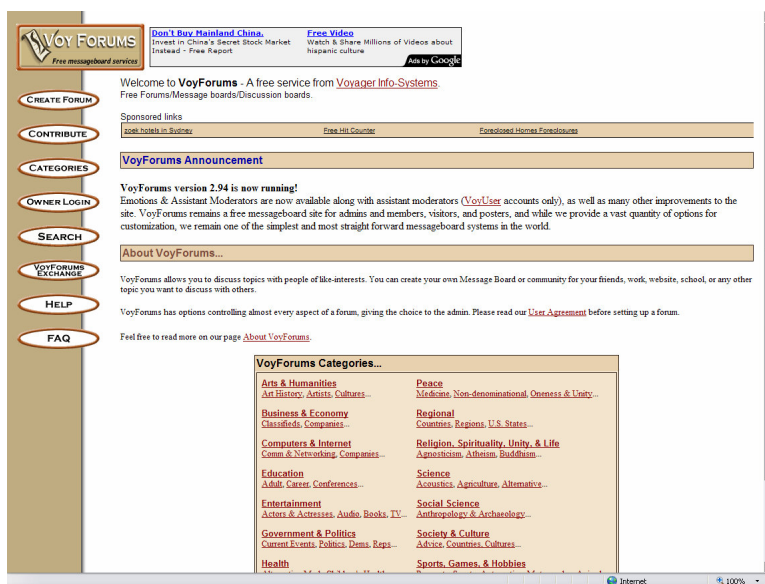 VOY FORUMS
Free messageboard services
Don't Buy Mainland China.
Invest in China's Secret Stock Market
Instead - Free Report
Free Video
Watch & Share Millions of Videos about
hispanic culture
Ads by Google
Welcome to VoyForums - A free service from Voyager Info-Systems.
Free Forums/Message boards/Discussion boards.
Sponsored links
zoek hotels in Sydney
Free Hit Counter
Foreclosed Homes Foreclosures
CREATE FORUM
CONTRIBUTE
CATEGORIES
OWNER LOGIN
SEARCH
VOYFORUMS
EXCHANGE
HELP
FAQ
VoyForums Announcement
VoyForums version 2.94 is now running!
Emotions & Assistant Moderators are now available along with assistant moderators (VoyUser accounts only), as well as many other improvements to the
site. VoyForums remains a free messageboard site for admins and members, visitors, and posters, and while we provide a vast quantity of options for
customization, we remain one of the simplest and most straight forward messageboard systems in the world.
About VoyForums...
VoyForums allows you to discuss topics with people of like-interests. You can create your own Message Board or community for your friends, work, website, school, or any other
topic you want to discuss with others.
VoyForums has options controlling almost every aspect of a forum, giving the choice to the admin. Please read our User Agreement before setting up a forum.
Feel free to read more on our page About VoyForums.
VoyForums Categories...
Arts & Humanities
Art History, Artists, Cultures...
Business & Economy
Classifieds, Companies...
Computers & Internet
Comm & Networking, Companies...
Education
Adult, Career, Conferences...
Entertainment
Actors & Actresses, Audio, Books, TV...
Government & Politics
Current Events, Politics, Dems, Reps...
Health
Peace
Medicine, Non-denominational, Oneness & Unity...
Regional
Countries, Regions, U.S. States...
Religion, Spirituality, Unity, & Life
Agnosticism, Atheism, Buddhism...
Science
Acoustics, Agriculture, Alternative...
Social Science
Anthropology & Archaeology...
Society & Culture
Advice, Countries, Cultures...
Sports, Games, & Hobbies
Internet
100%